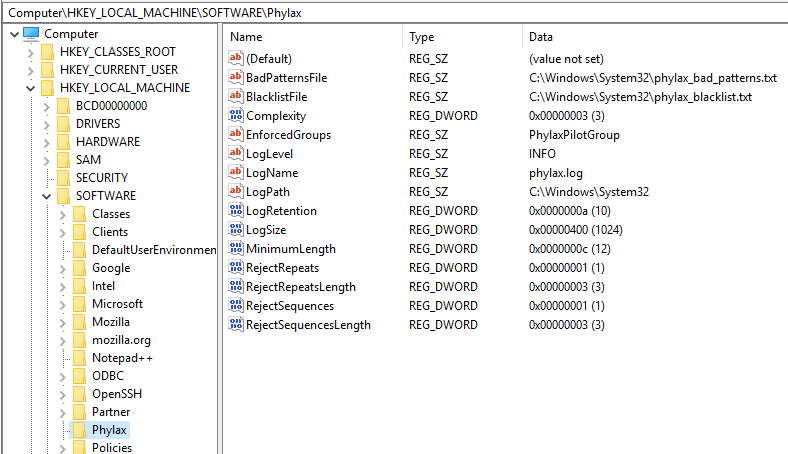 Computer\HKEY_LOCAL_MACHINE\SOFTWARE\Phylax
Computer
HKEY_CLASSES_ROOT
HKEY_CURRENT_USER
HKEY_LOCAL_MACHINE
BCD00000000
DRIVERS
HARDWARE
SAM
SECURITY
SOFTWARE
Classes
Clients
DefaultUserEnvironmen
Google
Intel
Microsoft
Mozilla
mozilla.org
Notepad++
ODBC
OpenSSH
Partner
Phylax
Policies
Name Type Data
(Default) REG_SZ (value not set)
BadPatternsFile REG_SZ C:\Windows\System32\phylax_bad_patterns.txt
BlacklistFile REG_SZ C:\Windows\System32\phylax_blacklist.txt
Complexity REG_DWORD 0x00000003 (3)
EnforcedGroups REG_SZ PhylaxPilotGroup
LogLevel REG_SZ INFO
LogName REG_SZ phylax.log
LogPath REG_SZ C:\Windows\System32
LogRetention REG_DWORD 0x0000000a (10)
LogSize REG_DWORD 0x00000400 (1024)
MinimumLength REG_DWORD 0x0000000c (12)
RejectRepeats REG_DWORD 0x00000001 (1)
RejectRepeatsLength REG_DWORD 0x00000003 (3)
RejectSequences REG_DWORD 0x00000001 (1)
RejectSequencesLength REG_DWORD 0x00000003 (3)